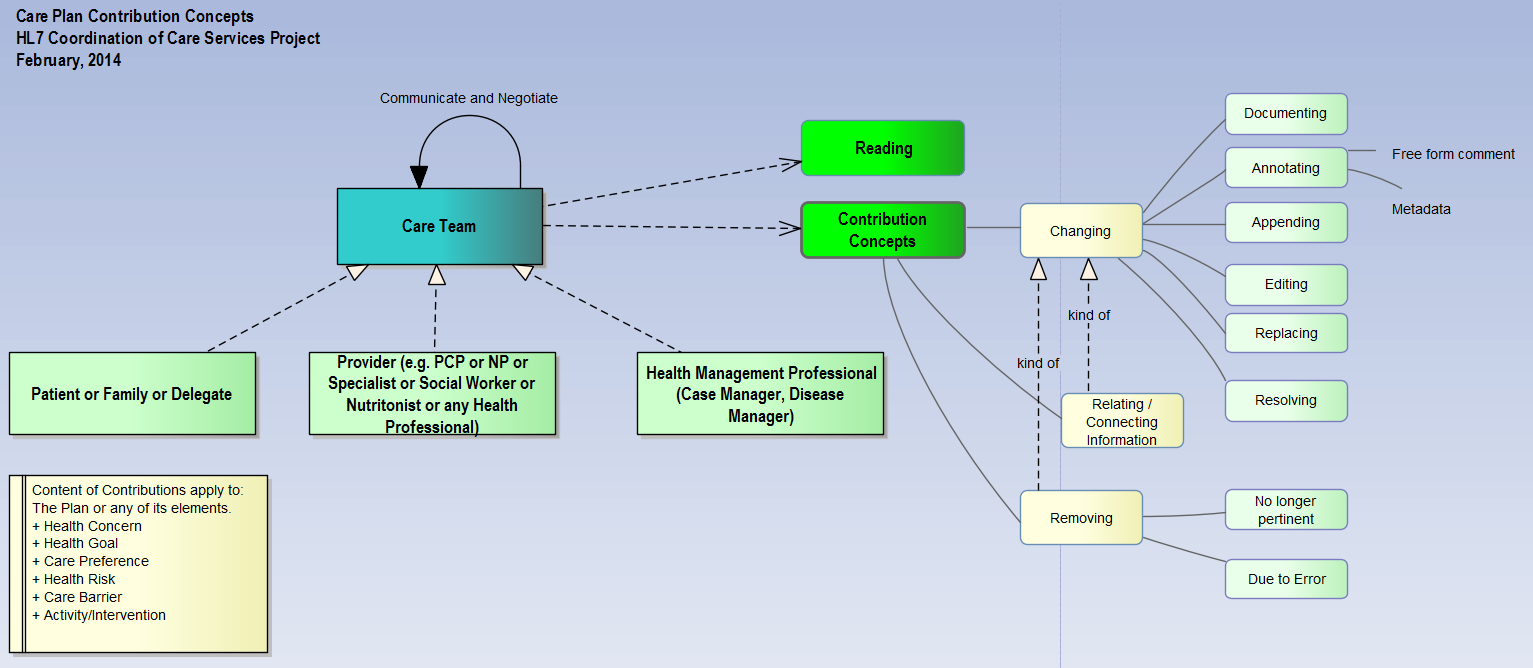 Care Plan Contribution Concepts
HL7 Coordination of Care Services Project
February, 2014
Communicate and Negotiate
Care Team
Reading
Contribution
Concepts
Changing
Documenting
Annotating
Free form comment
Metadata
Appending
Editing
Replacing
Resolving
kind of
kind of
Relating /
Connecting
Information
Removing
No longer
pertinent
Due to Error
Patient or Family or Delegate
Provider (e.g. PCP or NP or
Specialist or Social Worker or
Nutritonist or any Health
Professional)
Health Management Professional
(Case Manager, Disease
Manager)
Content of Contributions apply to:
The Plan or any of its elements.
+ Health Concern
+ Health Goal
+ Care Preference
+ Health Risk
+ Care Barrier
+ Activity/Intervention